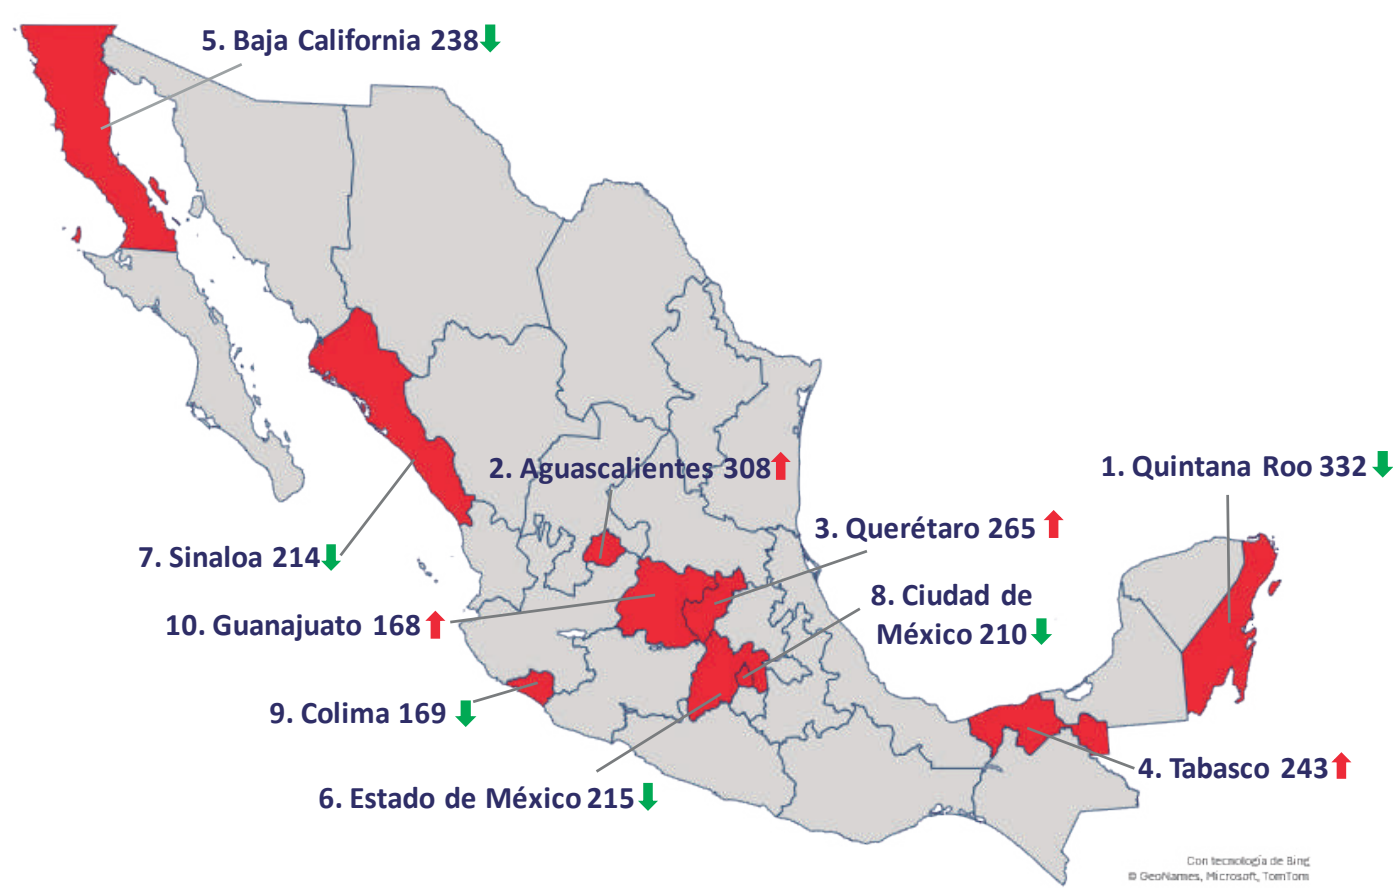 5. Baja California 238
2. Aguascalientes 308
1. Quintana Roo 332
3. Querétaro 265
7. Sinaloa 214
8. Ciudad de
México 210
10. Guanajuato 168
9. Colima 169
4. Tabasco 243
6. Estado de México 215
Con tecnología de Bing
© GeoNames, Microsoft, TomTom